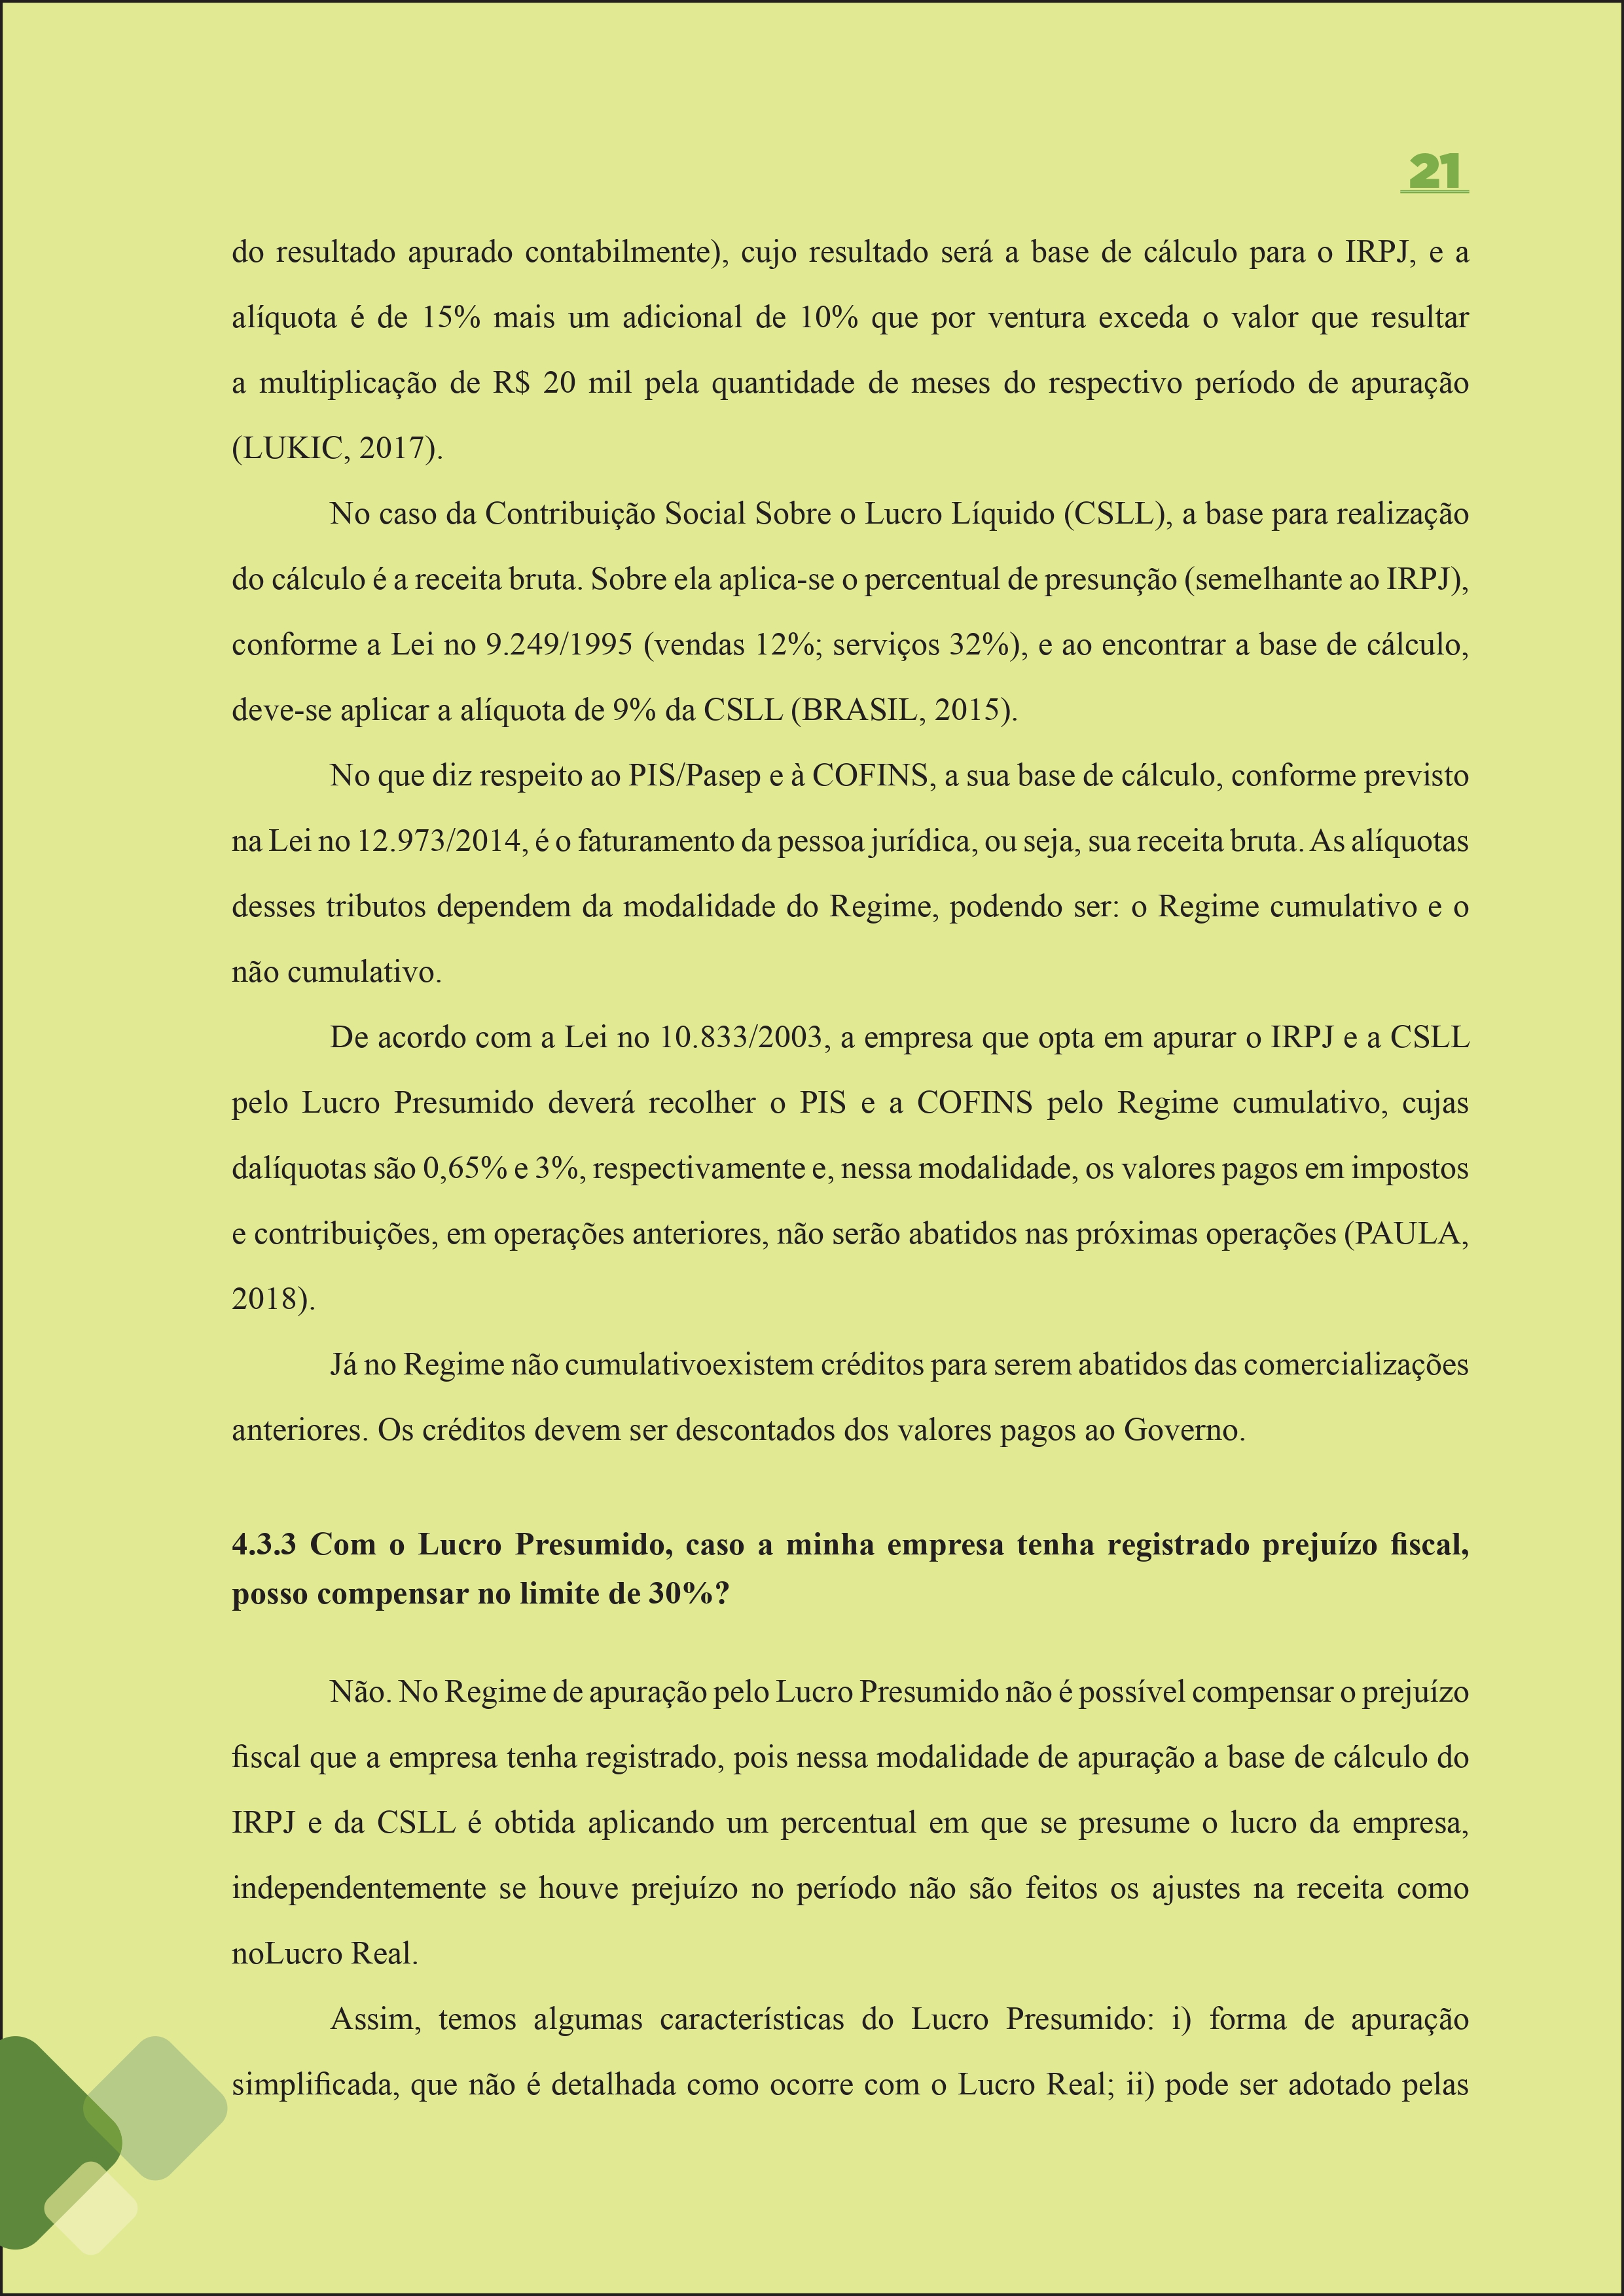 21
do resultado apurado contabilmente), cujo resultado será a base de cálculo para o IRPJ, e a
alíquota é de 15% mais um adicional de 10% que por ventura exceda o valor que resultar
a multiplicação de R$ 20 mil pela quantidade de meses do respectivo período de apuração
(LUKIC, 2017).
No caso da Contribuição Social Sobre o Lucro Líquido (CSLL), a base para realização
do cálculo é a receita bruta. Sobre ela aplica-se o percentual de presunção (semelhante ao IRPJ),
conforme a Lei no 9.249/1995 (vendas 12%; serviços 32%), e ao encontrar a base de cálculo,
deve-se aplicar a alíquota de 9% da CSLL (BRASIL, 2015).
No que diz respeito ao PIS/Pasep e à COFINS, a sua base de cálculo, conforme previsto
na Lei no 12.973/2014, é o faturamento da pessoa jurídica, ou seja, sua receita bruta. As alíquotas
desses tributos dependem da modalidade do Regime, podendo ser: o Regime cumulativo e o
não cumulativo.
De acordo com a Lei no 10.833/2003, a empresa que opta em apurar o IRPJ e a CSLL
pelo Lucro Presumido deverá recolher o PIS e a COFINS pelo Regime cumulativo, cujas
dalíquotas são 0,65% e 3%, respectivamente e, nessa modalidade, os valores pagos em impostos
e contribuições, em operações anteriores, não serão abatidos nas próximas operações (PAULA,
2018).
Já no Regime não cumulativoexistem créditos para serem abatidos das comercializações
anteriores. Os créditos devem ser descontados dos valores pagos ao Governo.
4.3.3 Com o Lucro Presumido, caso a minha empresa tenha registrado prejuízo fiscal,
posso compensar no limite de 30%?
Não. No Regime de apuração pelo Lucro Presumido não é possível compensar o prejuízo
fiscal que a empresa tenha registrado, pois nessa modalidade de apuração a base de cálculo do
IRPJ e da CSLL é obtida aplicando um percentual em que se presume o lucro da empresa,
independentemente se houve prejuízo no período não são feitos os ajustes na receita como
noLucro Real.
Assim, temos algumas características do Lucro Presumido: i) forma de apuração
simplificada, que não é detalhada como ocorre com o Lucro Real; ii) pode ser adotado pelas